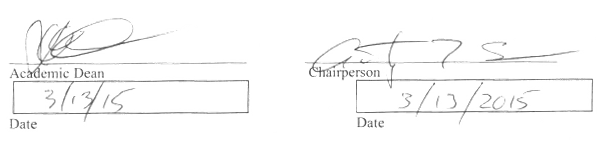 Academic Dean Chairperson
3/13/15 3/13/2015
Date Date